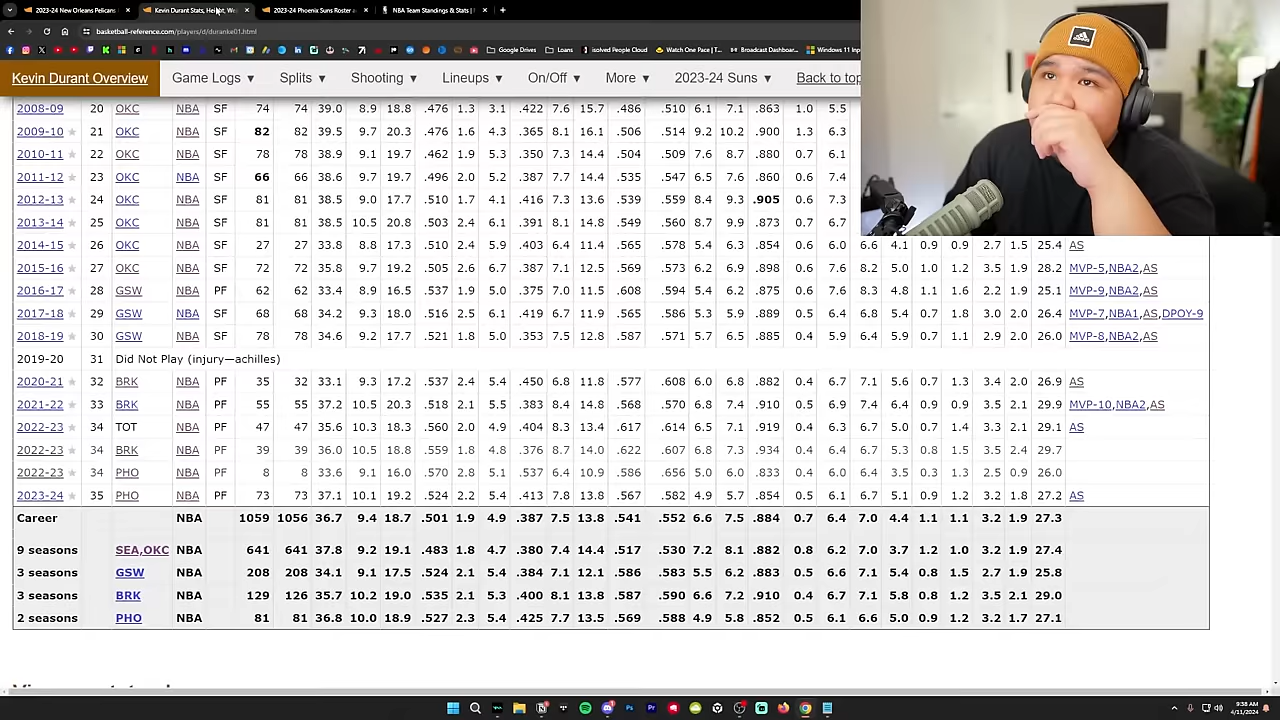 2023-24 New Orleans Pelicans
Kevin Durant Stats, Height, We
2023-24 Phoenix Suns Roster a
NBA Team Standings & Stats |
basketball-reference.com/players/d/duranke01.html
Google Drives Loans isolved People Cloud Watch One Pace | T... Broadcast Dashboar... Windows 11 Inp
Kevin Durant Overview Game Logs ▼ Splits ▼ Shooting ▼ Lineups ▼ On/Off ▼ More ▼ 2023-24 Suns ▼ Back to top
2008-09 20 OKC NBA SF 74 74 39.0 8.9 18.8 .476 1.3 3.1 .422 7.6 15.7 .486 .510 6.1 7.1 .863 1.0 5.5
2009-10 ★ 21 OKC NBA SF 82 82 39.5 9.7 20.3 .476 1.6 4.3 .365 8.1 16.1 .506 .514 9.2 10.2 .900 1.3 6.3
2010-11 ★ 22 OKC NBA SF 78 78 38.9 9.1 19.7 .462 1.9 5.3 .350 7.3 14.4 .504 .509 7.6 8.7 .880 0.7 6.1
2011-12 ★ 23 OKC NBA SF 66 66 38.6 9.7 19.7 .496 2.0 5.2 .387 7.7 14.4 .535 .547 6.5 7.6 .860 0.6 7.4
2012-13 ★ 24 OKC NBA SF 81 81 38.5 9.0 17.7 .510 1.7 4.1 .416 7.3 13.6 .539 .559 8.4 9.3 .905 0.6 7.3
2013-14 ★ 25 OKC NBA SF 81 81 38.5 10.5 20.8 .503 2.4 6.1 .391 8.1 14.8 .549 .560 8.7 9.9 .873 0.7 6.7
2014-15 ★ 26 OKC NBA SF 27 27 33.8 8.8 17.3 .510 2.4 5.9 .403 6.4 11.4 .565 .578 5.4 6.3 .854 0.6 6.0 6.6 4.1 0.9 0.9 2.7 1.5 25.4 AS
2015-16 ★ 27 OKC NBA SF 72 72 35.8 9.7 19.2 .505 2.6 6.7 .387 7.1 12.5 .569 .573 6.2 6.9 .898 0.6 7.6 8.2 5.0 1.0 1.2 3.5 1.9 28.2 MVP-5,NBA2,AS
2016-17 ★ 28 GSW NBA PF 62 62 33.4 8.9 16.5 .537 1.9 5.0 .375 7.0 11.5 .608 .594 5.4 6.2 .875 0.6 7.6 8.3 4.8 1.1 1.6 2.2 1.9 25.1 MVP-9,NBA2,AS
2017-18 ★ 29 GSW NBA SF 68 68 34.2 9.3 18.0 .516 2.5 6.1 .419 6.7 11.9 .565 .586 5.3 5.9 .889 0.5 6.4 6.8 5.4 0.7 1.8 3.0 2.0 26.4 MVP-7,NBA1,AS,DPOY-9
2018-19 ★ 30 GSW NBA SF 78 78 34.6 9.2 17.7 .521 1.8 5.0 .353 7.5 12.8 .587 .571 5.7 6.5 .885 0.4 5.9 6.4 5.9 0.7 1.1 2.9 2.0 26.0 MVP-8,NBA2,AS
2019-20 31 Did Not Play (injury—achilles)
2020-21 ★ 32 BRK NBA PF 35 32 33.1 9.3 17.2 .537 2.4 5.4 .450 6.8 11.8 .577 .608 6.0 6.8 .882 0.4 6.7 7.1 5.6 0.7 1.3 3.4 2.0 26.9 AS
2021-22 ★ 33 BRK NBA PF 55 55 37.2 10.5 20.3 .518 2.1 5.5 .383 8.4 14.8 .568 .570 6.8 7.4 .910 0.5 6.9 7.4 6.4 0.9 0.9 3.5 2.1 29.9 MVP-10,NBA2,AS
2022-23 ★ 34 TOT NBA PF 47 47 35.6 10.3 18.3 .560 2.0 4.9 .404 8.3 13.4 .617 .614 6.5 7.1 .919 0.4 6.3 6.7 5.0 0.7 1.4 3.3 2.1 29.1 AS
2022-23 ★ 34 BRK NBA PF 39 39 36.0 10.5 18.8 .559 1.8 4.8 .376 8.7 14.0 .622 .607 6.8 7.3 .934 0.4 6.4 6.7 5.3 0.8 1.5 3.5 2.4 29.7
2022-23 ★ 34 PHO NBA PF 8 8 33.6 9.1 16.0 .570 2.8 5.1 .537 6.4 10.9 .586 .656 5.0 6.0 .833 0.4 6.0 6.4 3.5 0.3 1.3 2.5 0.9 26.0
2023-24 ★ 35 PHO NBA PF 73 73 37.1 10.1 19.2 .524 2.2 5.4 .413 7.8 13.8 .567 .582 4.9 5.7 .854 0.5 6.1 6.7 5.1 0.9 1.2 3.2 1.8 27.2 AS
Career NBA 1059 1056 36.7 9.4 18.7 .501 1.9 4.9 .387 7.5 13.8 .541 .552 6.6 7.5 .884 0.7 6.4 7.0 4.4 1.1 1.1 3.2 1.9 27.3
9 seasons SEA,OKC NBA 641 641 37.8 9.2 19.1 .483 1.8 4.7 .380 7.4 14.4 .517 .530 7.2 8.1 .882 0.8 6.2 7.0 3.7 1.2 1.0 3.2 1.9 27.4
3 seasons GSW NBA 208 208 34.1 9.1 17.5 .524 2.1 5.4 .384 7.1 12.1 .586 .583 5.5 6.2 .883 0.5 6.6 7.1 5.4 0.8 1.5 2.7 1.9 25.8
3 seasons BRK NBA 129 126 35.7 10.2 19.0 .535 2.1 5.3 .400 8.1 13.8 .587 .590 6.6 7.2 .910 0.4 6.7 7.1 5.8 0.8 1.2 3.5 2.1 29.0
2 seasons PHO NBA 81 81 36.8 10.0 18.9 .527 2.3 5.4 .425 7.7 13.5 .569 .588 4.9 5.8 .852 0.5 6.1 6.6 5.0 0.8 1.2 3.2 1.7 27.1
adidas
9:38 AM
4/11/2024